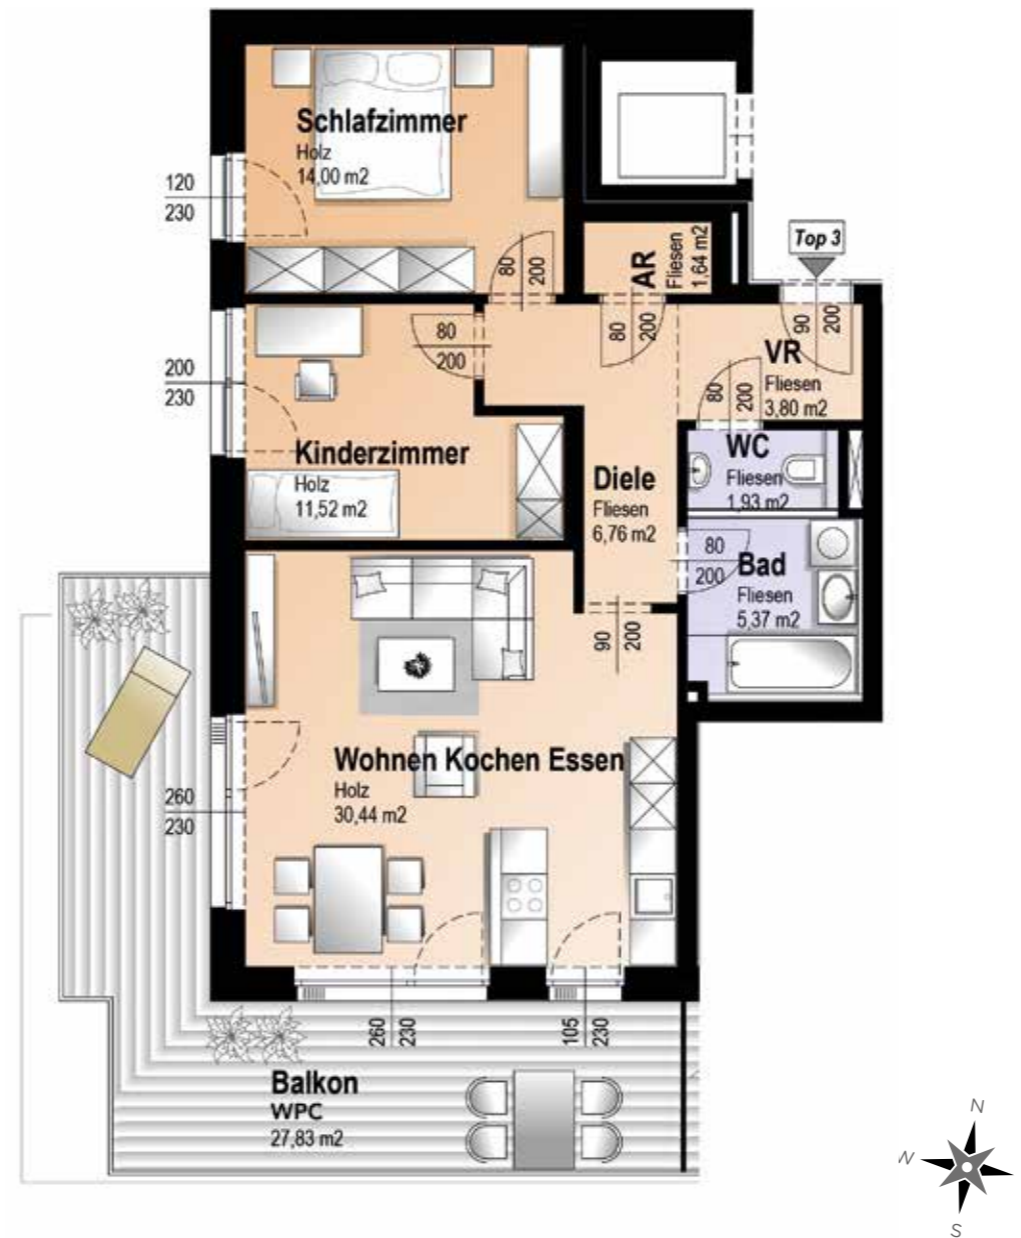 Schlafzimmer
Holz
14,00 m2
120
230
80
200
AR
Fliesen
1,64 m2
Top 3
80
200
90
200
VR
Fliesen
3,80 m2
80
200
200
230
80
200
Kinderzimmer
Holz
11,52 m2
Diele
Fliesen
6,76 m2
WC
Fliesen
1,93 m2
80
200
Bad
Fliesen
5,37 m2
90
200
Wohnen Kochen Essen
Holz
30,44 m2
260
230
260
230
105
230
Balkon
WPC
27,83 m2
N
W
S